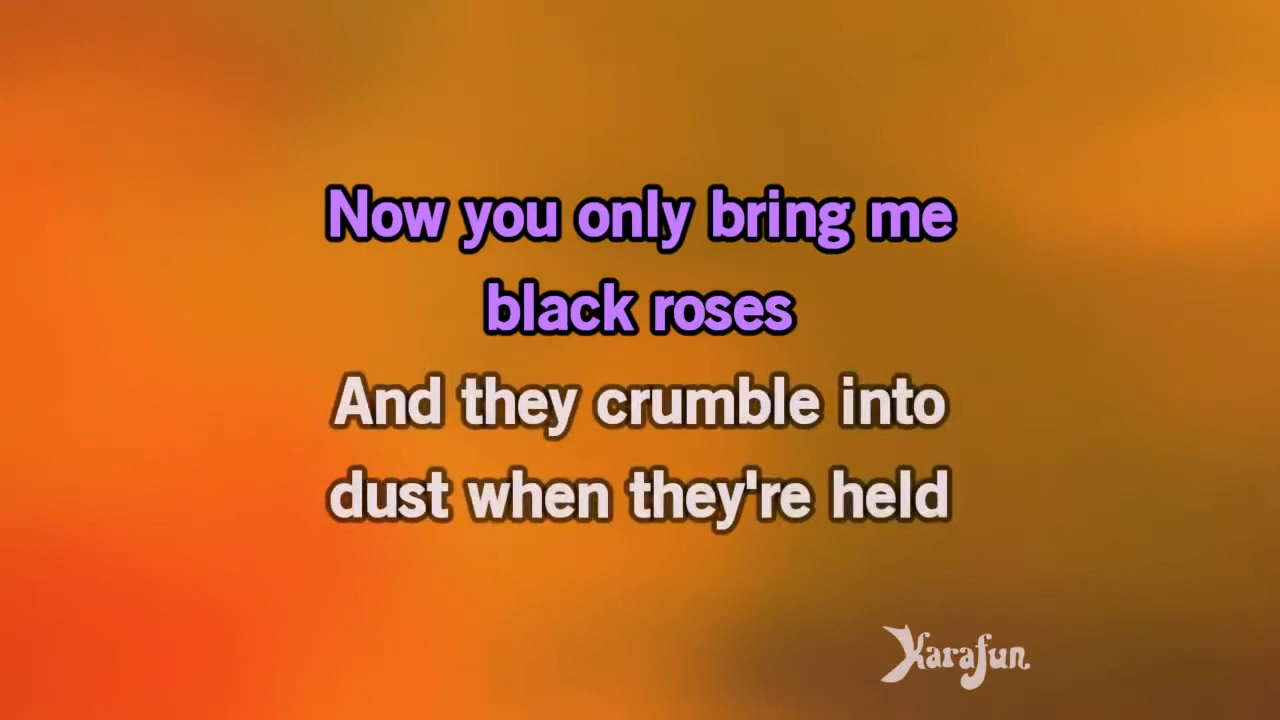 Now you only bring me
black roses
And they crumble into
dust when they're held
Karafun